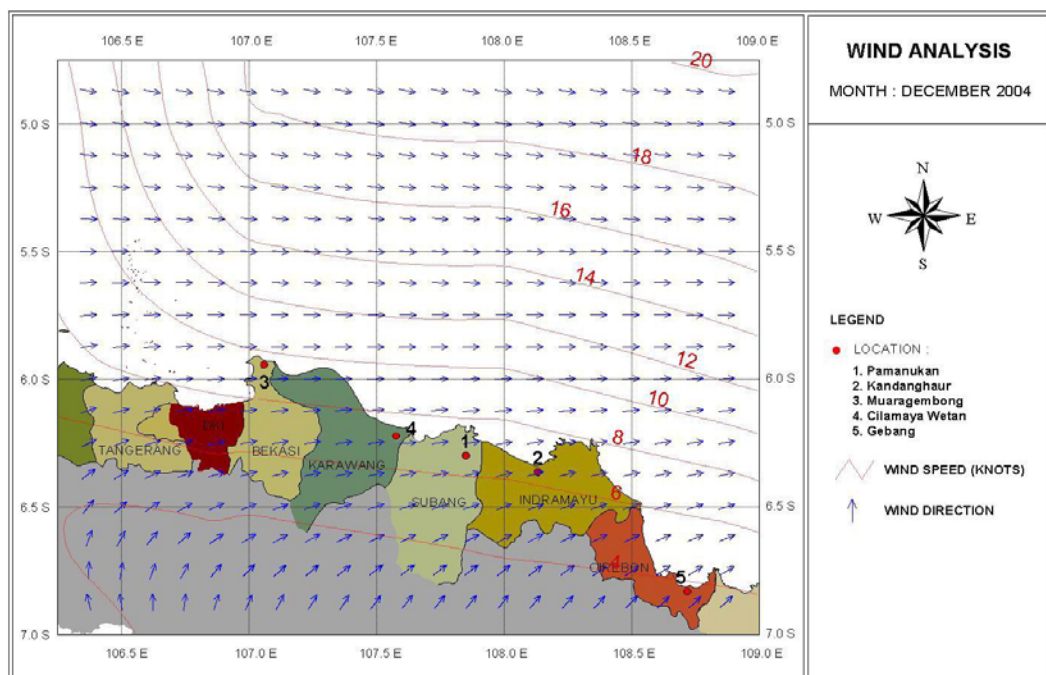 WIND ANALYSIS
MONTH : DECEMBER 2004
106.5 E 107.0 E 107.5 E 108.0 E 108.5 E 109.0 E
20
5.0 S 5.0 S
18
16
5.5 S 5.5 S
14
12
6.0 S 6.0 S
10
3
8
4
1
2
DKI
TANGERANG BEKASI KARAWANG
SUBANG INDRAMAYU
6
6.5 S 6.5 S
4
CIREBON
5
7.0 S 7.0 S
106.5 E 107.0 E 107.5 E 108.0 E 108.5 E 109.0 E
N
W E
S
LEGEND
LOCATION :
1. Pamanukan
2. Kandanghaur
3. Muaragembong
4. Cilamaya Wetan
5. Gebang
WIND SPEED (KNOTS)
WIND DIRECTION